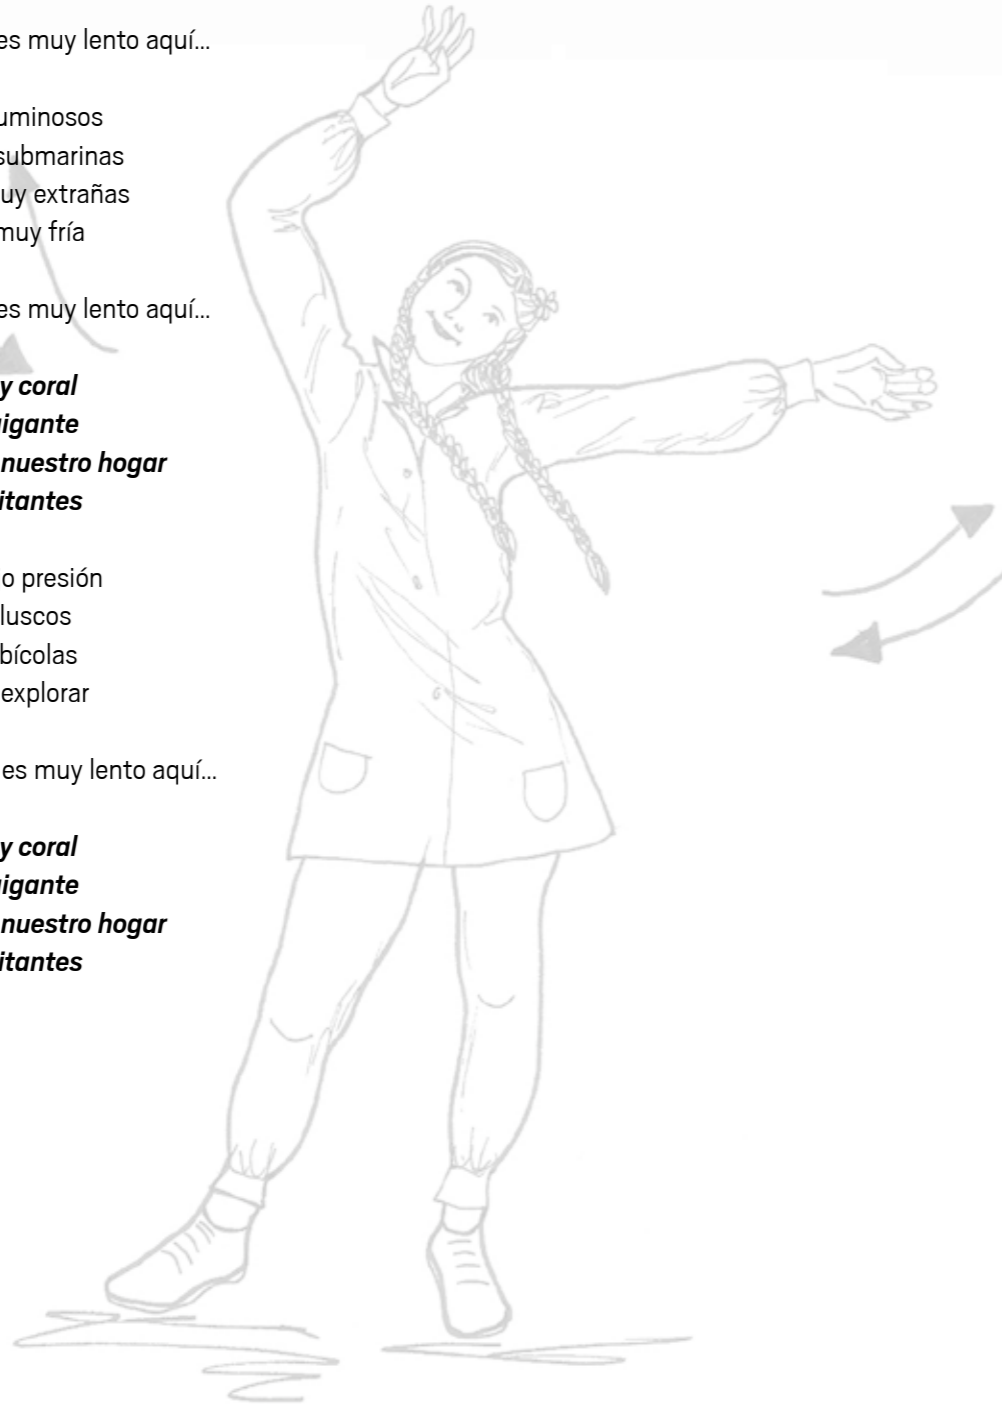 es muy lento aquí...
uminosos
submarinas
uy extrañas
muy fría
es muy lento aquí...
y coral
igante
nuestro hogar
itantes
o presión
luscos
bícolas
explorar
es muy lento aquí...
y coral
igante
nuestro hogar
itantes